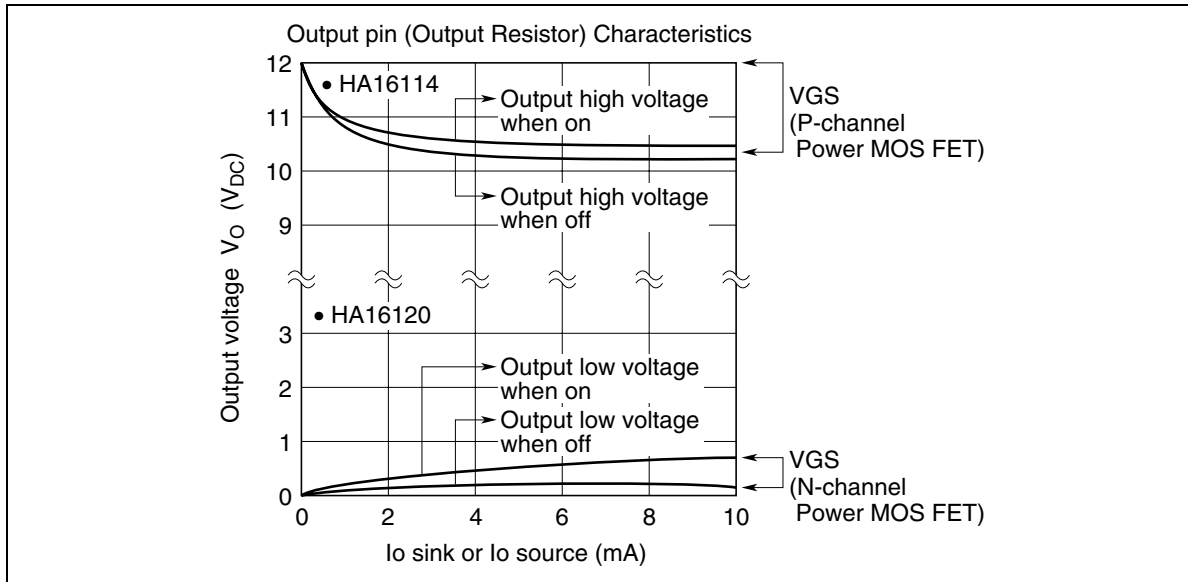 Output pin (Output Resistor) Characteristics
12
• HA16114
11
10
9
Output high voltage
when on
Output high voltage
when off
VGS
(P-channel
Power MOS FET)
Output voltage VO (VDC)
• HA16120
3
2
1
0
Output low voltage
when on
Output low voltage
when off
VGS
(N-channel
Power MOS FET)
0 2 4 6 8 10
Io sink or Io source (mA)